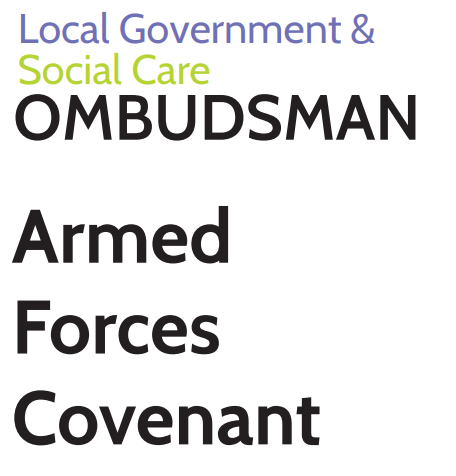 Local Government &
Social Care
OMBUDSMAN
Armed
Forces
Covenant